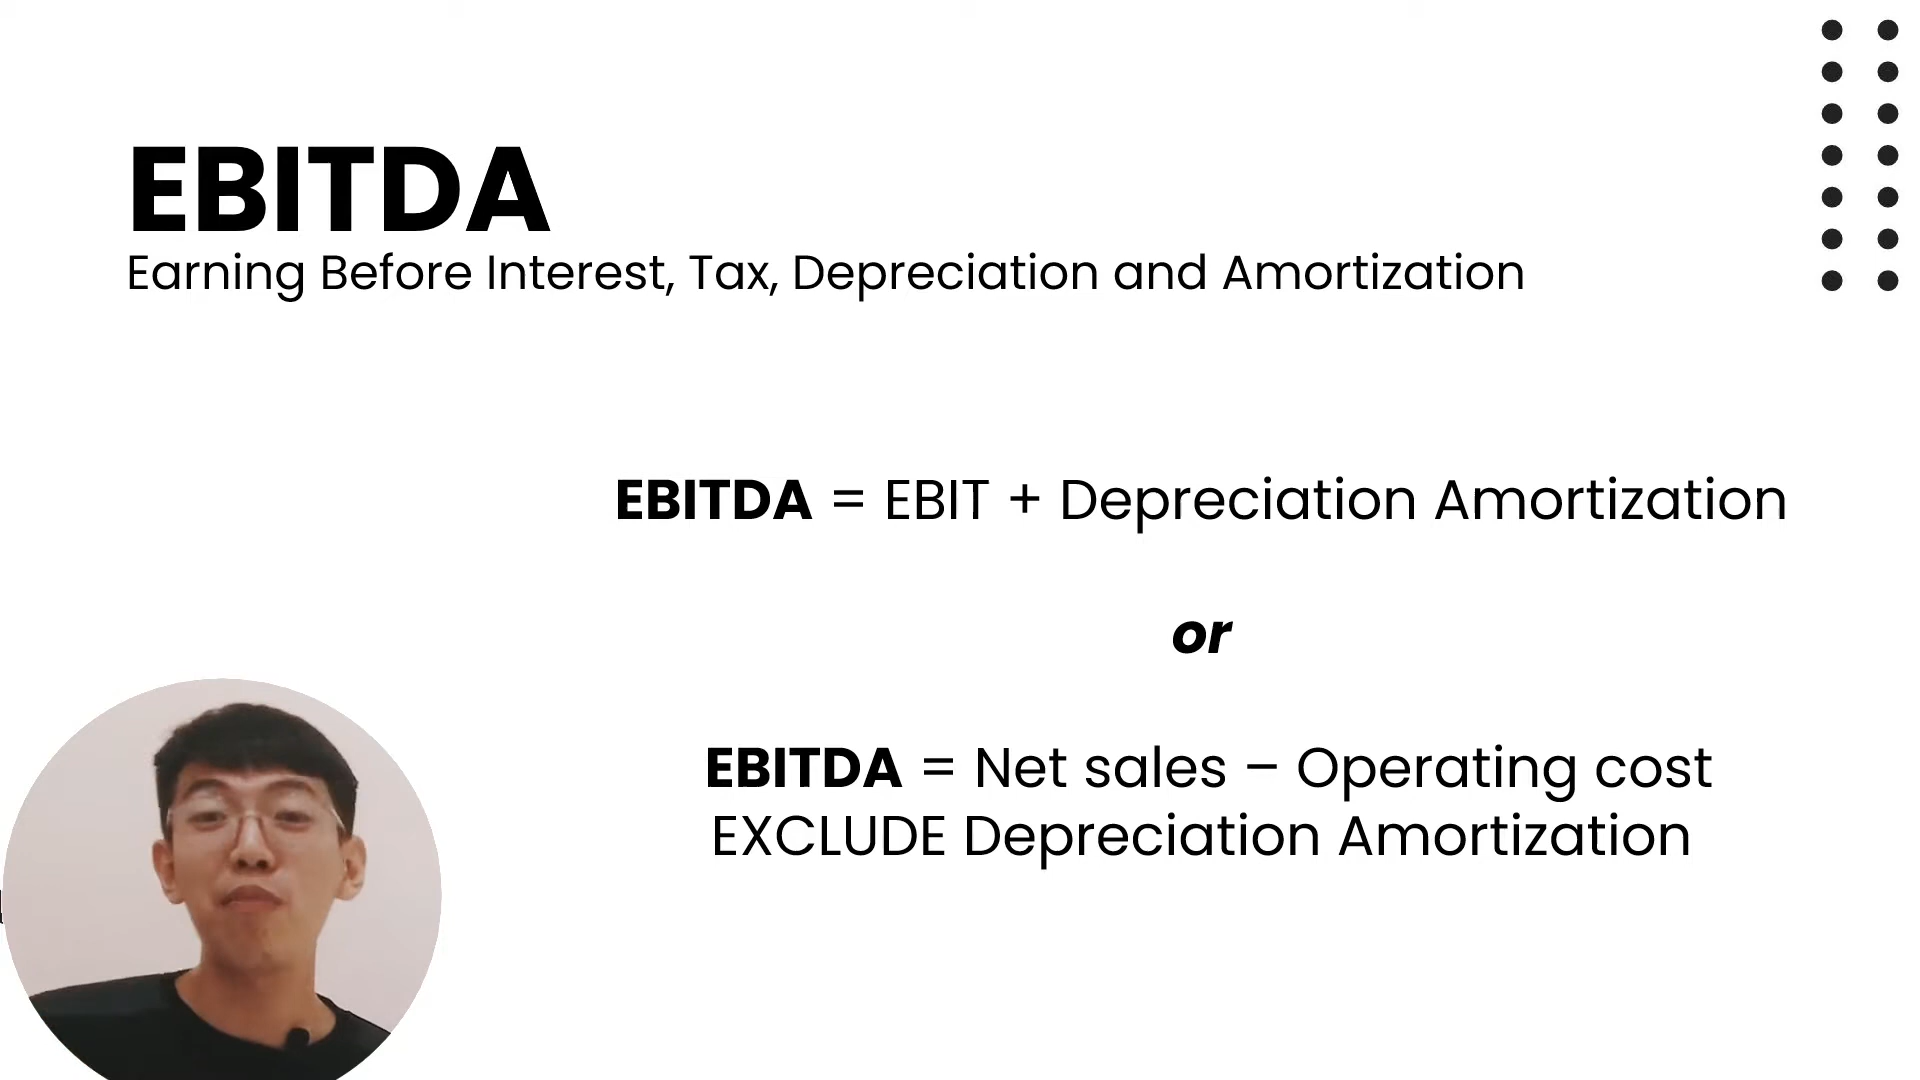 EBITDA
Earning Before Interest, Tax, Depreciation and Amortization
EBITDA = EBIT + Depreciation Amortization
or
EBITDA = Net sales – Operating cost
EXCLUDE Depreciation Amortization